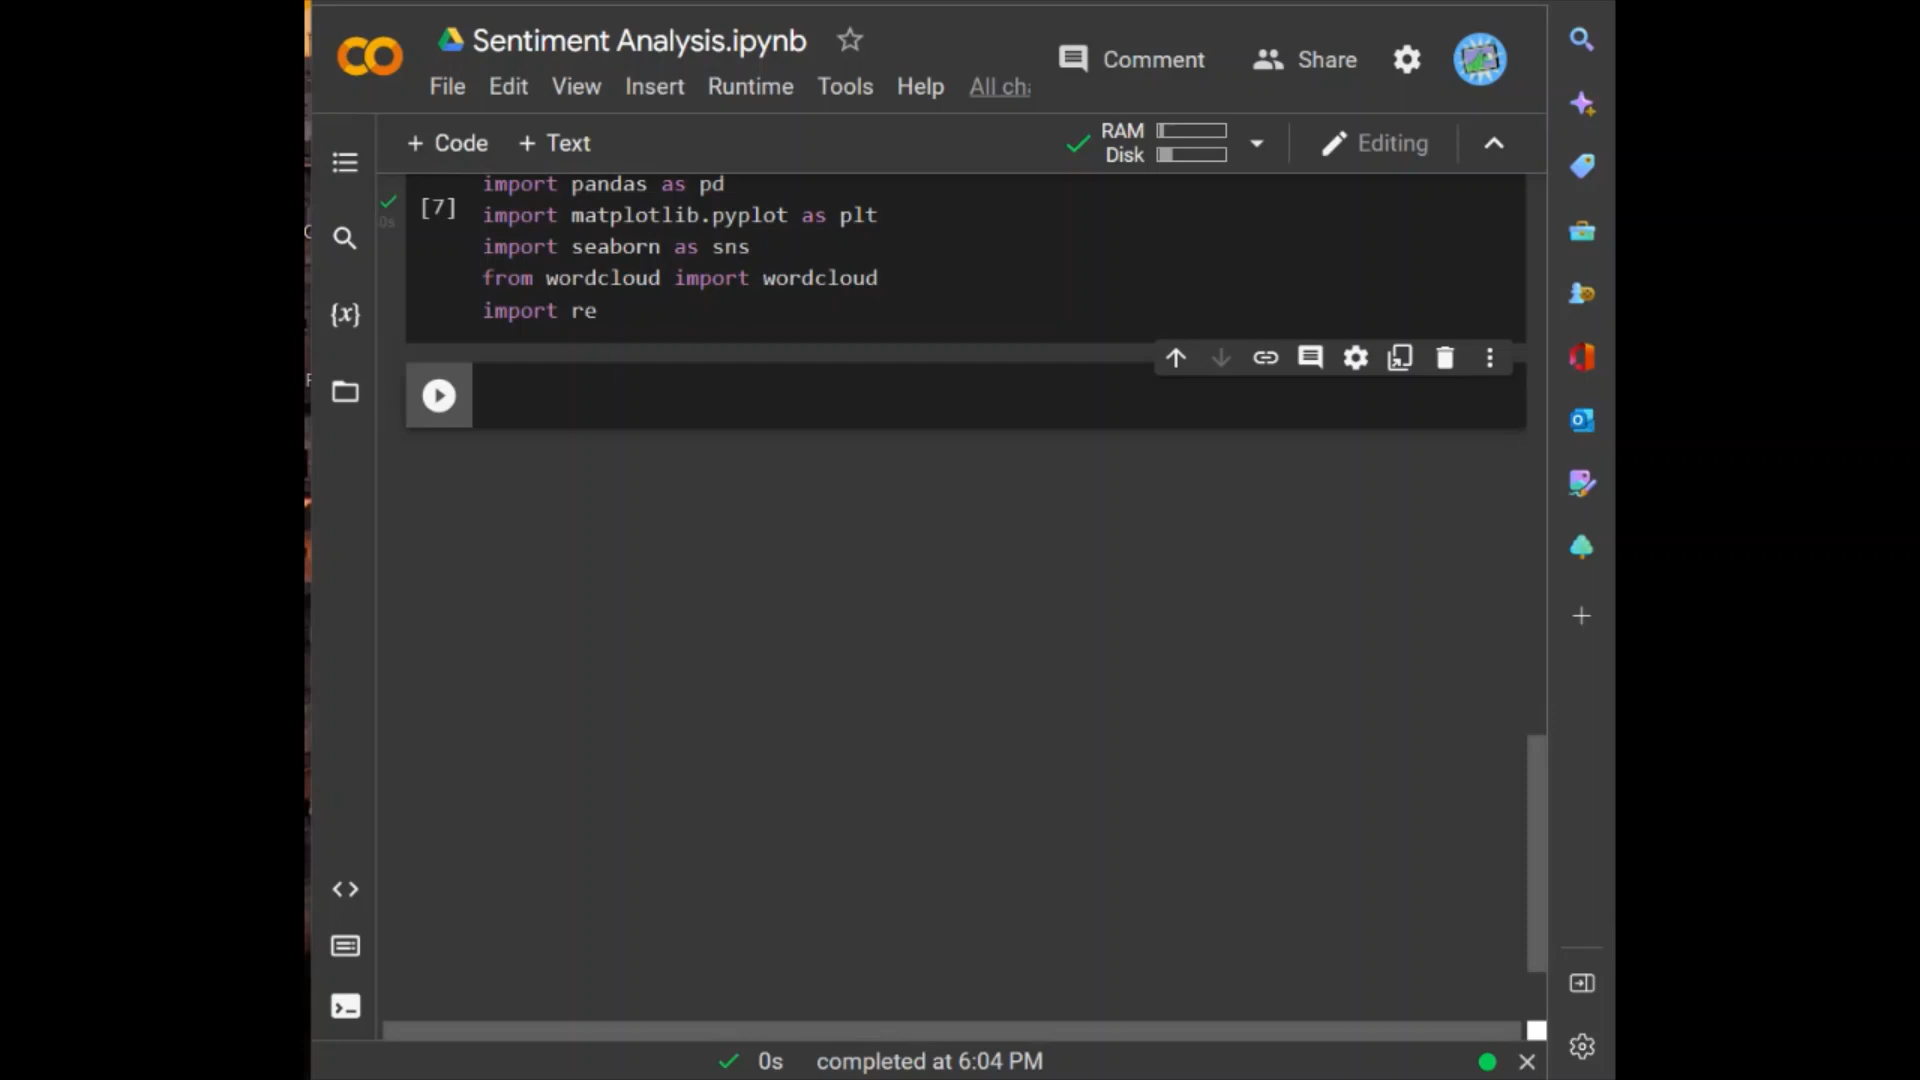 Sentiment Analysis.ipynb
Comment
Share
File Edit View Insert Runtime Tools Help All
+ Code + Text
RAM
Disk
Editing
[7]
0s
import pandas as pd
import matplotlib.pyplot as plt
import seaborn as sns
from wordcloud import wordcloud
import re
{x}
0s completed at 6:04 PM